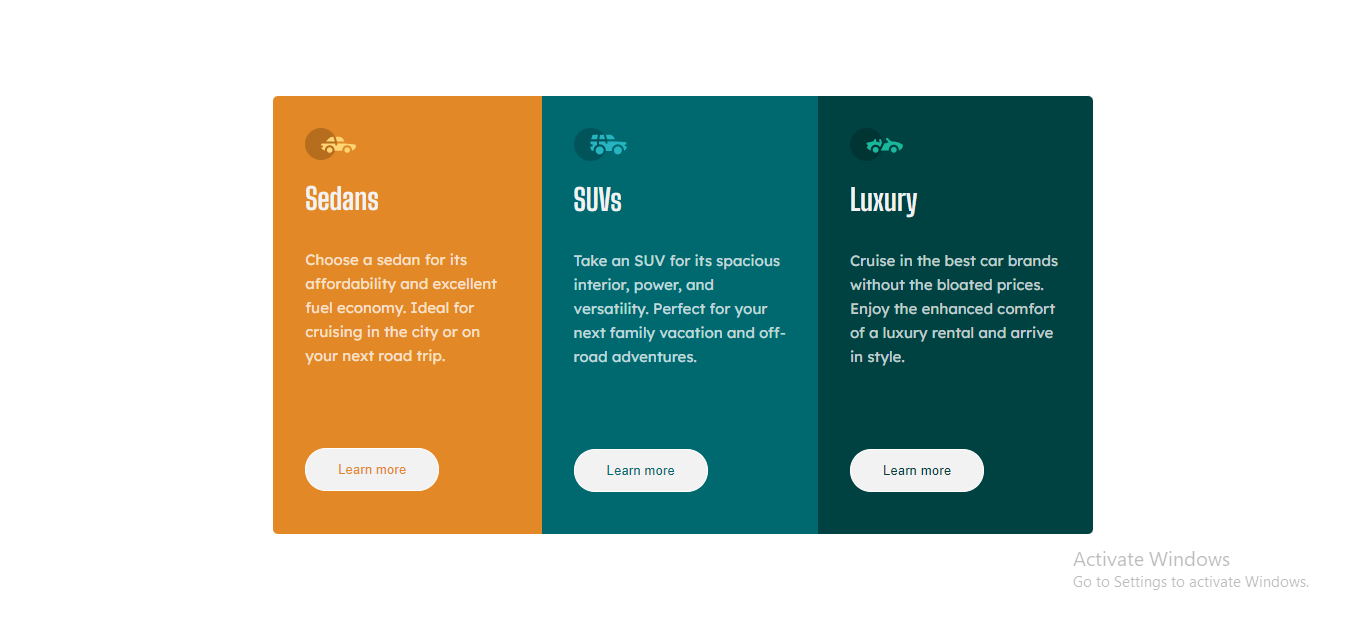 Sedans
Choose a sedan for its
affordability and excellent
fuel economy. Ideal for
cruising in the city or on
your next road trip.
Learn more
SUVs
Take an SUV for its spacious
interior, power, and
versatility. Perfect for your
next family vacation and off-
road adventures.
Learn more
Luxury
Cruise in the best car brands
without the bloated prices.
Enjoy the enhanced comfort
of a luxury rental and arrive
in style.
Learn more
Activate Windows
Go to Settings to activate Windows.